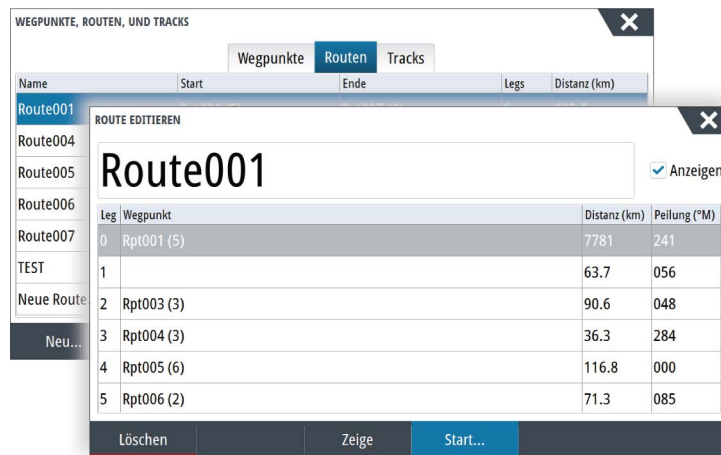 WEGPUNKTE, ROUTEN, UND TRACKS
Wegpunkte Routen Tracks
Name Start Ende Legs Distanz (km)
Route001
Route004
Route005
Route006
Route007
TEST
Neue Route
Neu...
ROUTE EDITIEREN
Route001
Anzeigen
Leg Wegpunkt Distanz (km) Peilung (°M)
0 Rpt001 (5) 7781 241
1 63.7 056
2 Rpt003 (3) 90.6 048
3 Rpt004 (3) 36.3 284
4 Rpt005 (6) 116.8 000
5 Rpt006 (2) 71.3 085
Löschen Zeige Start...